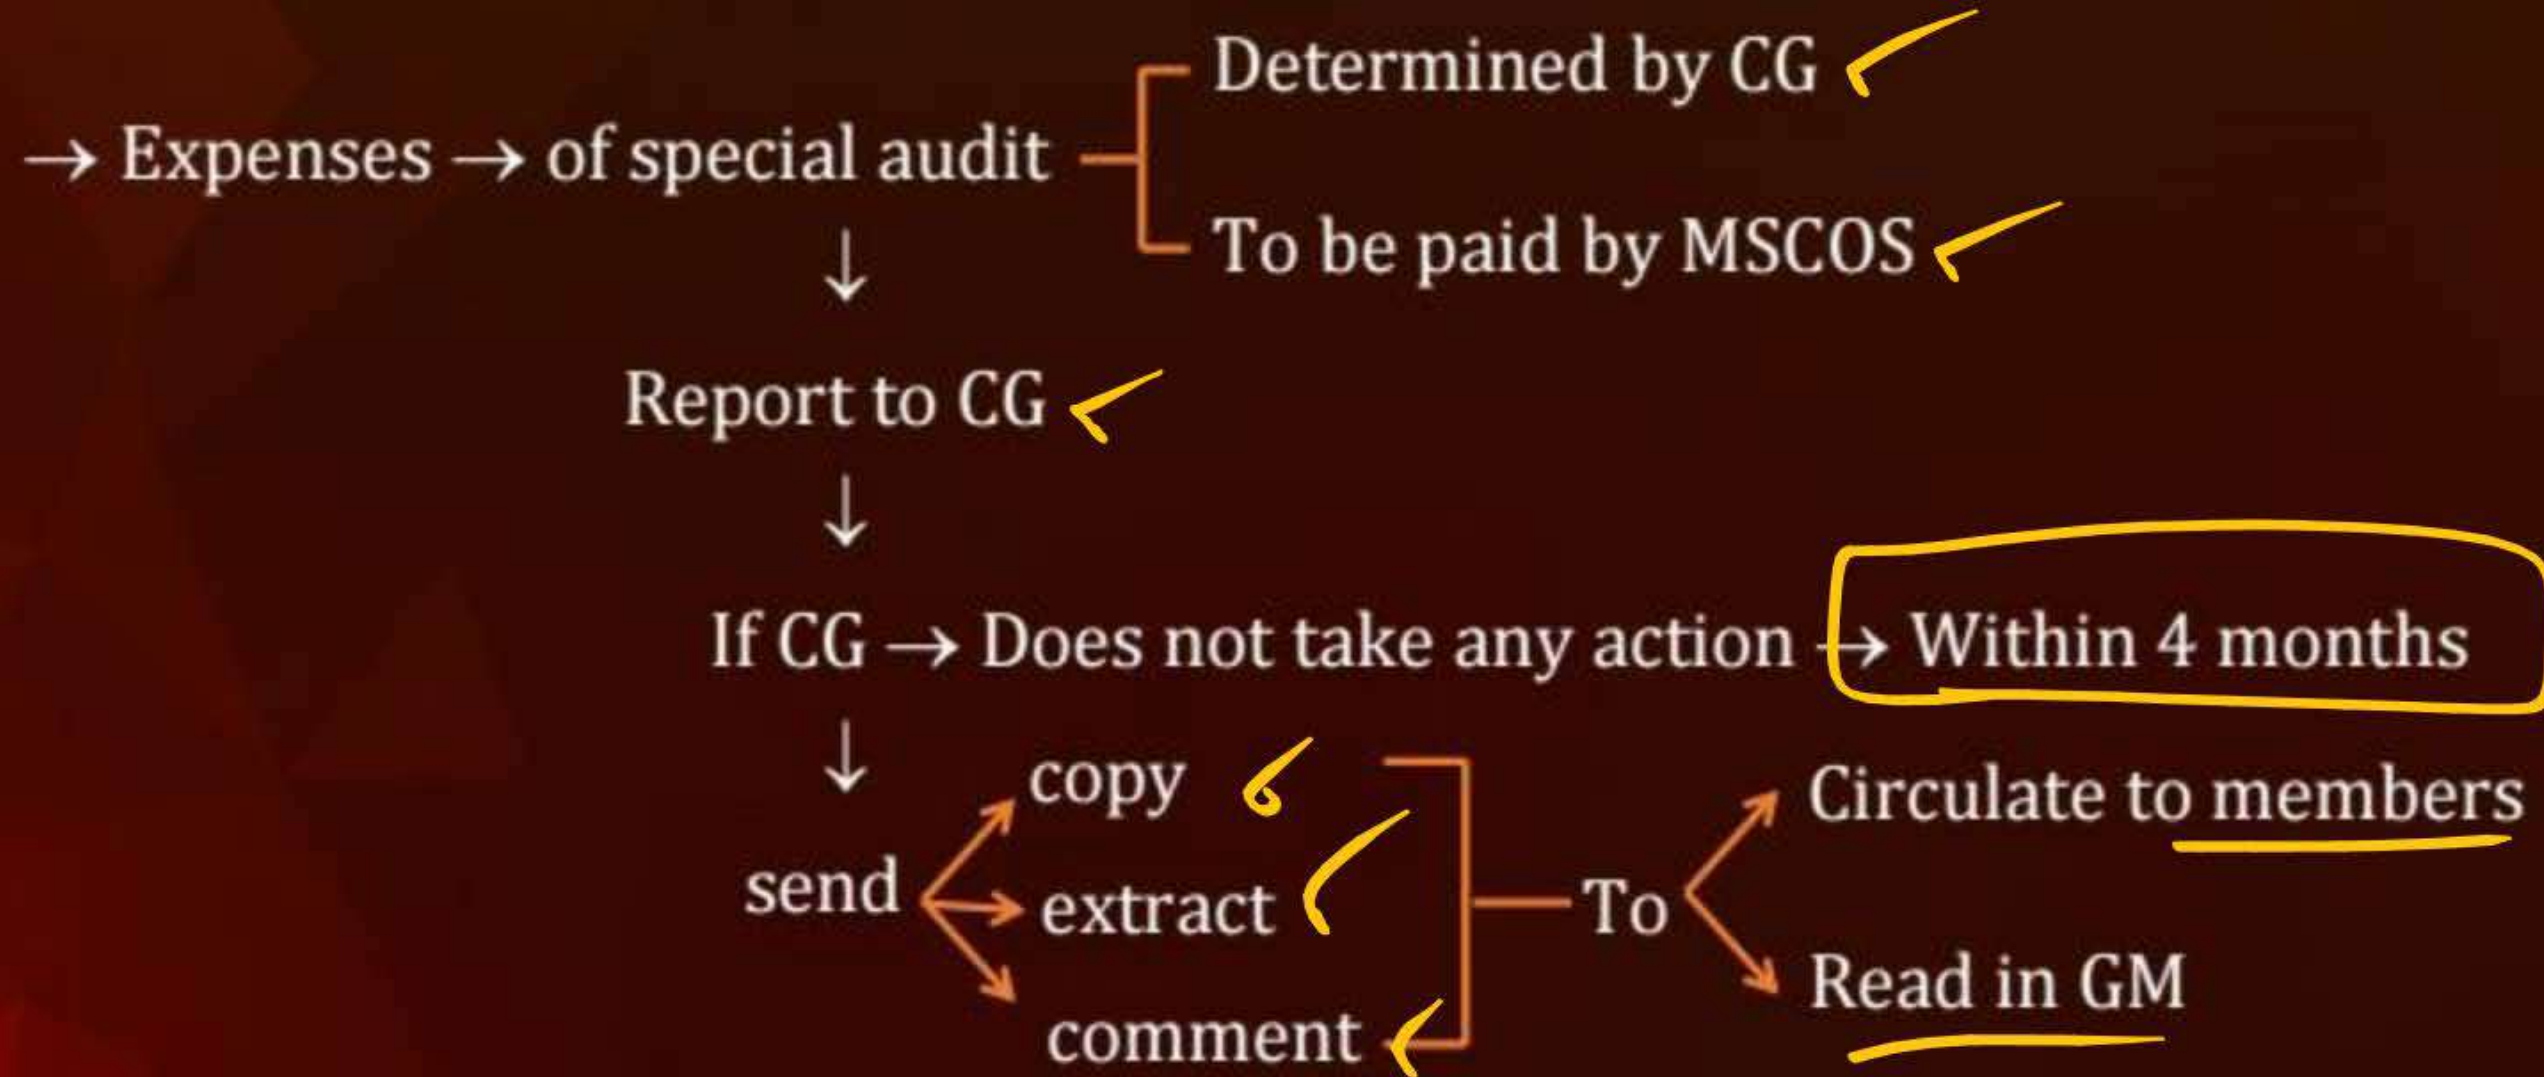 Determined by CG
→ Expenses → of special audit
To be paid by MSCOS
↓
Report to CG
↓
If CG → Does not take any action → Within 4 months
↓
copy
Circulate to members
send
extract
To
Read in GM
comment